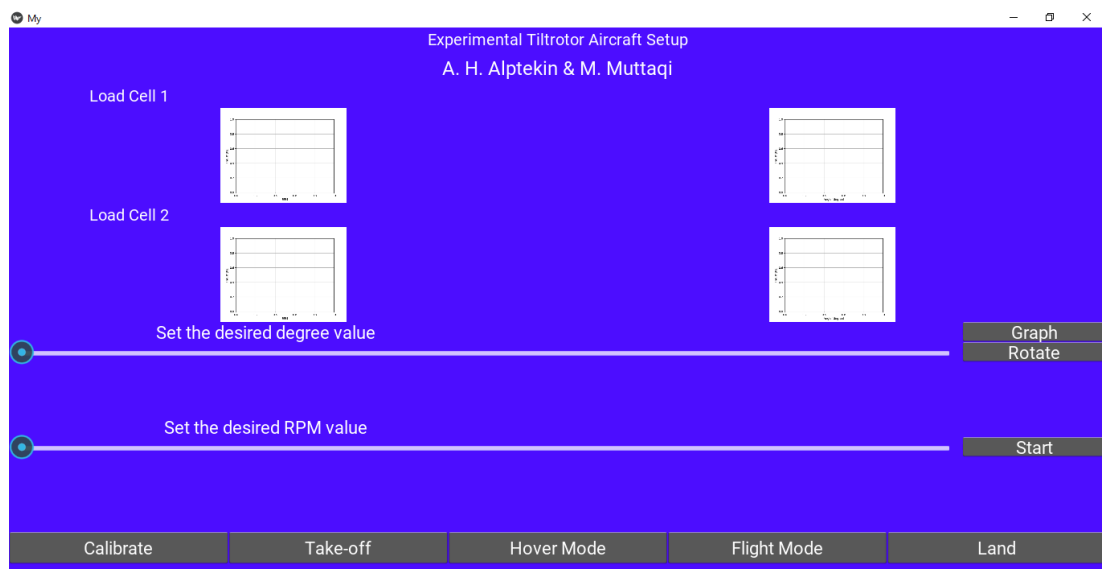 My
Experimental Tiltrotor Aircraft Setup
A. H. Alptekin & M. Muttaqi
Load Cell 1
Load Cell 2
Set the desired degree value
Graph
Rotate
Set the desired RPM value
Start
Calibrate
Take-off
Hover Mode
Flight Mode
Land